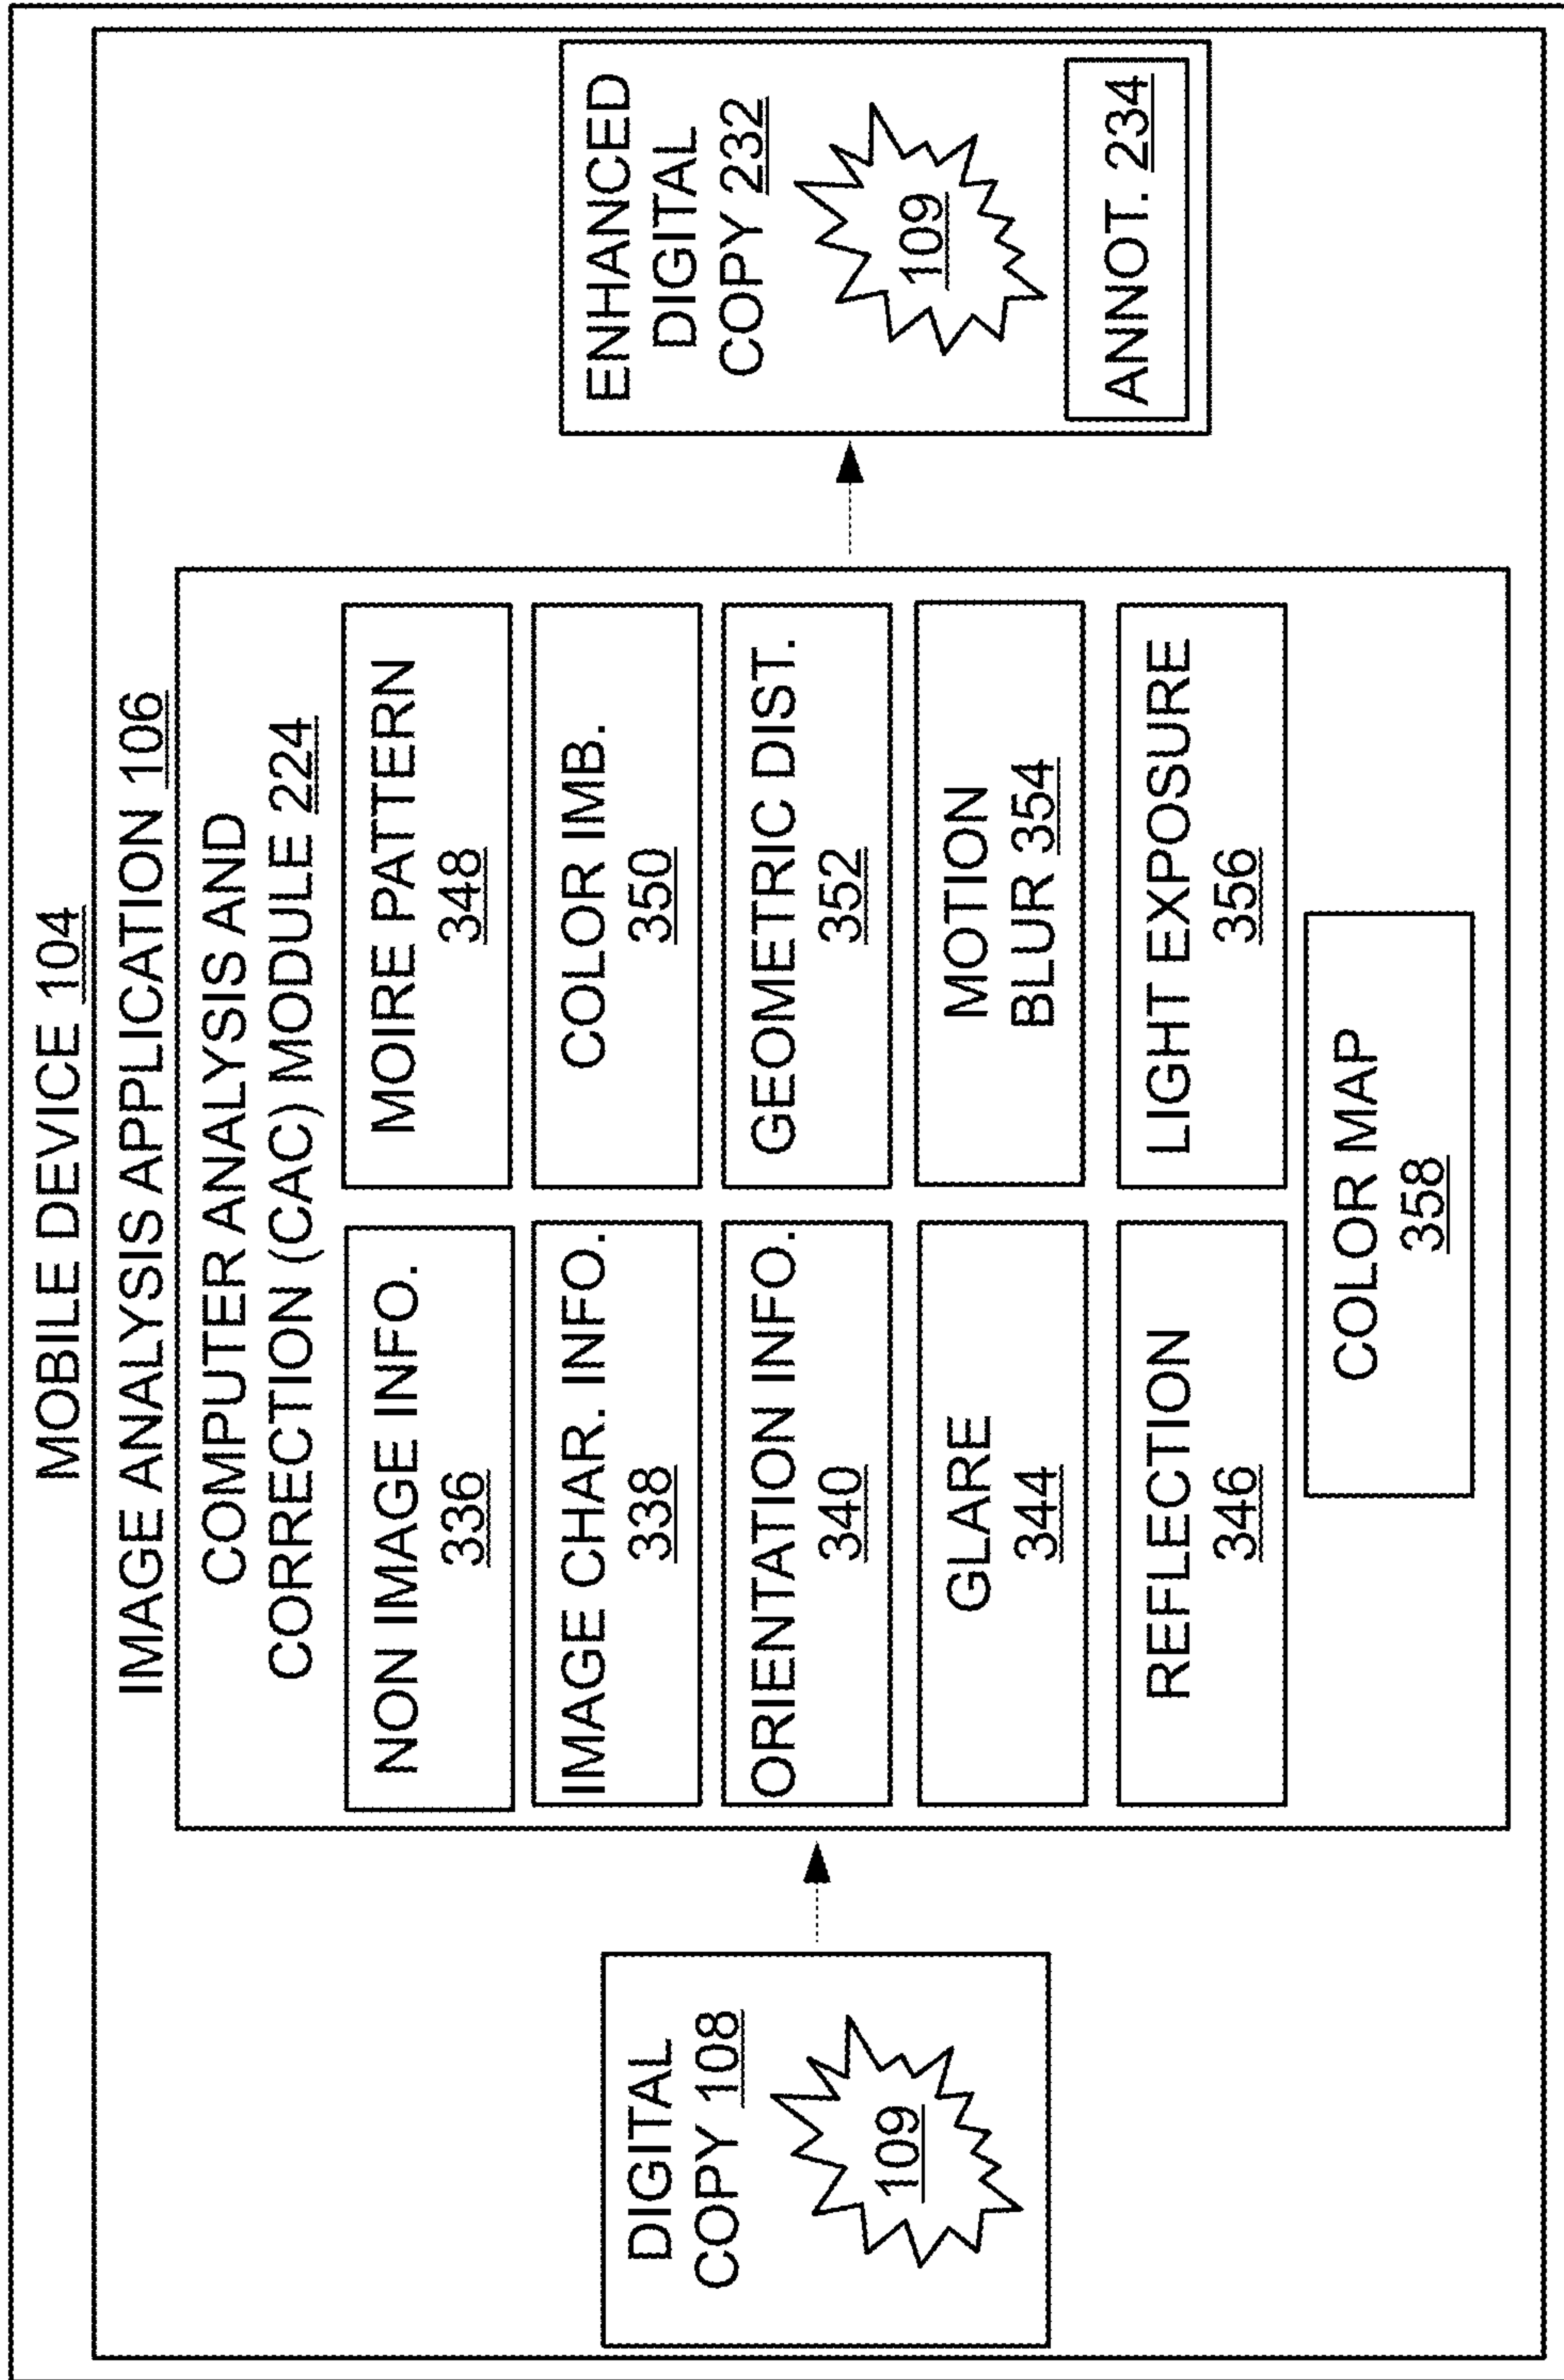 MOBILE DEVICE 104
IMAGE ANALYSIS APPLICATION 106
DIGITAL
COPY 108
109
COMPUTER ANALYSIS AND
CORRECTION (CAC) MODULE 224
NON IMAGE INFO.
336
MOIRE PATTERN
348
IMAGE CHAR. INFO.
338
COLOR IMB.
350
ORIENTATION INFO.
340
GEOMETRIC DIST.
352
GLARE
344
MOTION
BLUR 354
REFLECTION
346
LIGHT EXPOSURE
356
COLOR MAP
358
ENHANCED
DIGITAL
COPY 232
109
ANNOT. 234